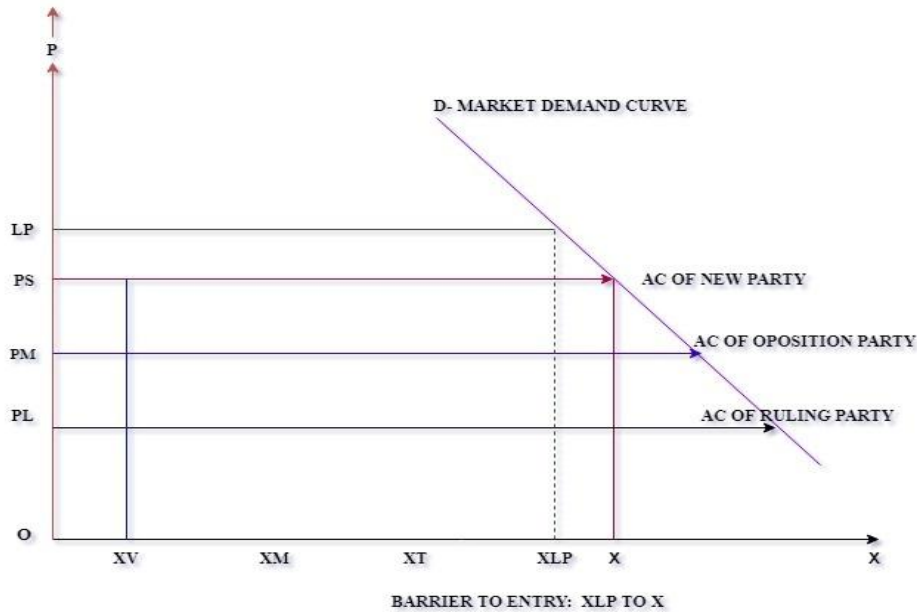 P
D- MARKET DEMAND CURVE
LP
PS
AC OF NEW PARTY
PM
AC OF OPOSITION PARTY
PL
AC OF RULING PARTY
O
XV XM XT XLP X X
BARRIER TO ENTRY: XLP TO X